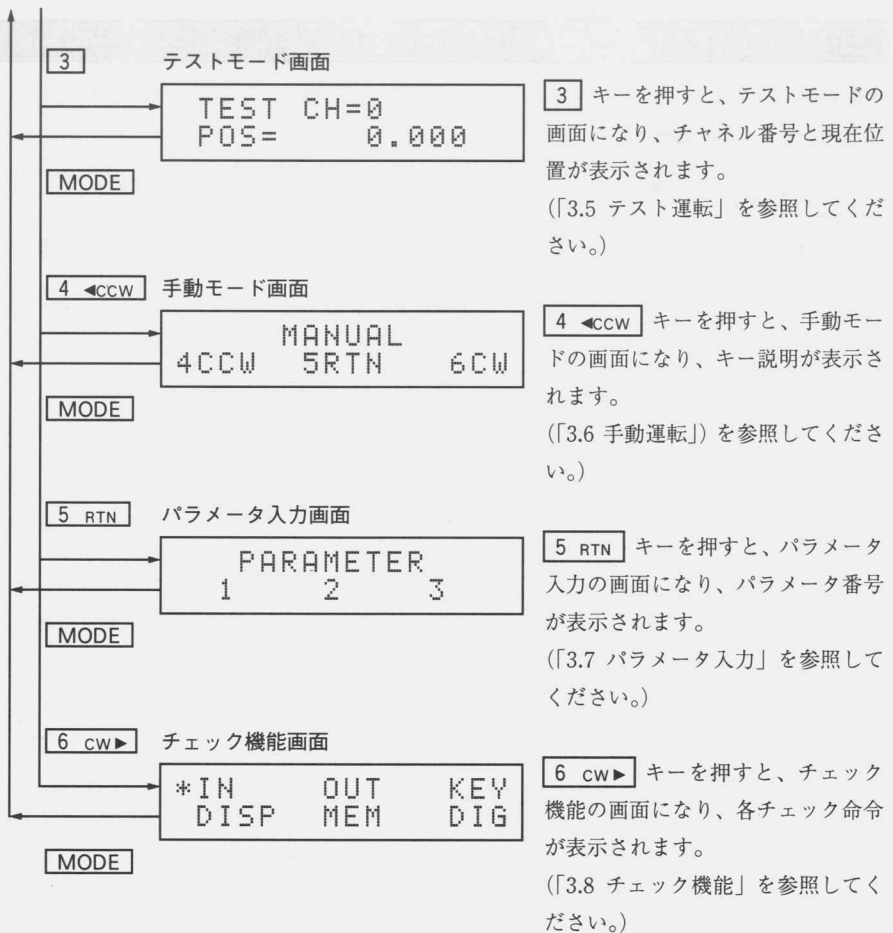 3 テストモード画面
TEST CH=0
POS= 0.000
MODE
3 キーを押すと、テストモードの
画面になり、チャネル番号と現在位
置が表示されます。
(「3.5 テスト運転」を参照してくだ
さい。)
4 ◄CCW 手動モード画面
MANUAL
4CCW 5RTN 6CW
MODE
4 ◄CCW キーを押すと、手動モー
ドの画面になり、キー説明が表示さ
れます。
(「3.6 手動運転」) を参照してくださ
い。)
5 RTN パラメータ入力画面
PARAMETER
1 2 3
MODE
5 RTN キーを押すと、パラメータ
入力の画面になり、パラメータ番号
が表示されます。
(「3.7 パラメータ入力」を参照して
ください。)
6 CW► チェック機能画面
*IN OUT KEY
DISP MEM DIG
MODE
6 CW► キーを押すと、チェック
機能の画面になり、各チェック命令
が表示されます。
(「3.8 チェック機能」を参照してく
ださい。)